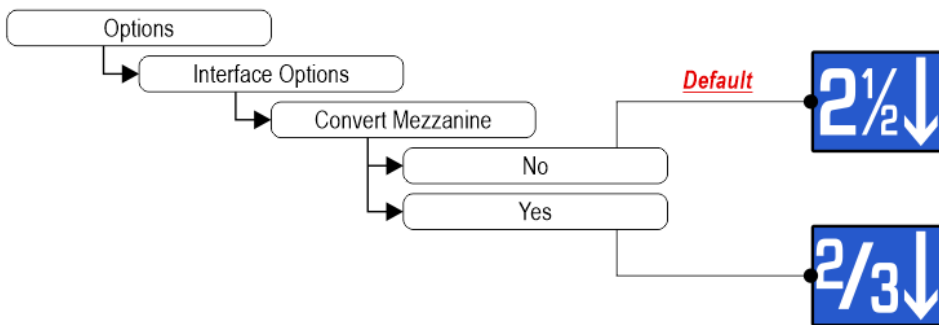 Options
Interface Options
Convert Mezzanine
Default
No
Yes
2½↓
2/3↓